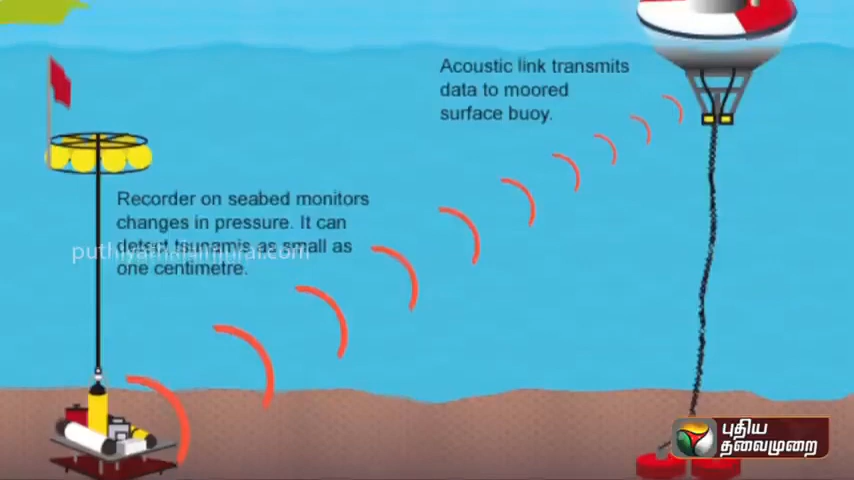 Acoustic link transmits
data to moored
surface buoy.
Recorder on seabed monitors
changes in pressure. It can
detect tsunamis as small as
one centimetre.
புதிய
தலைமுறை